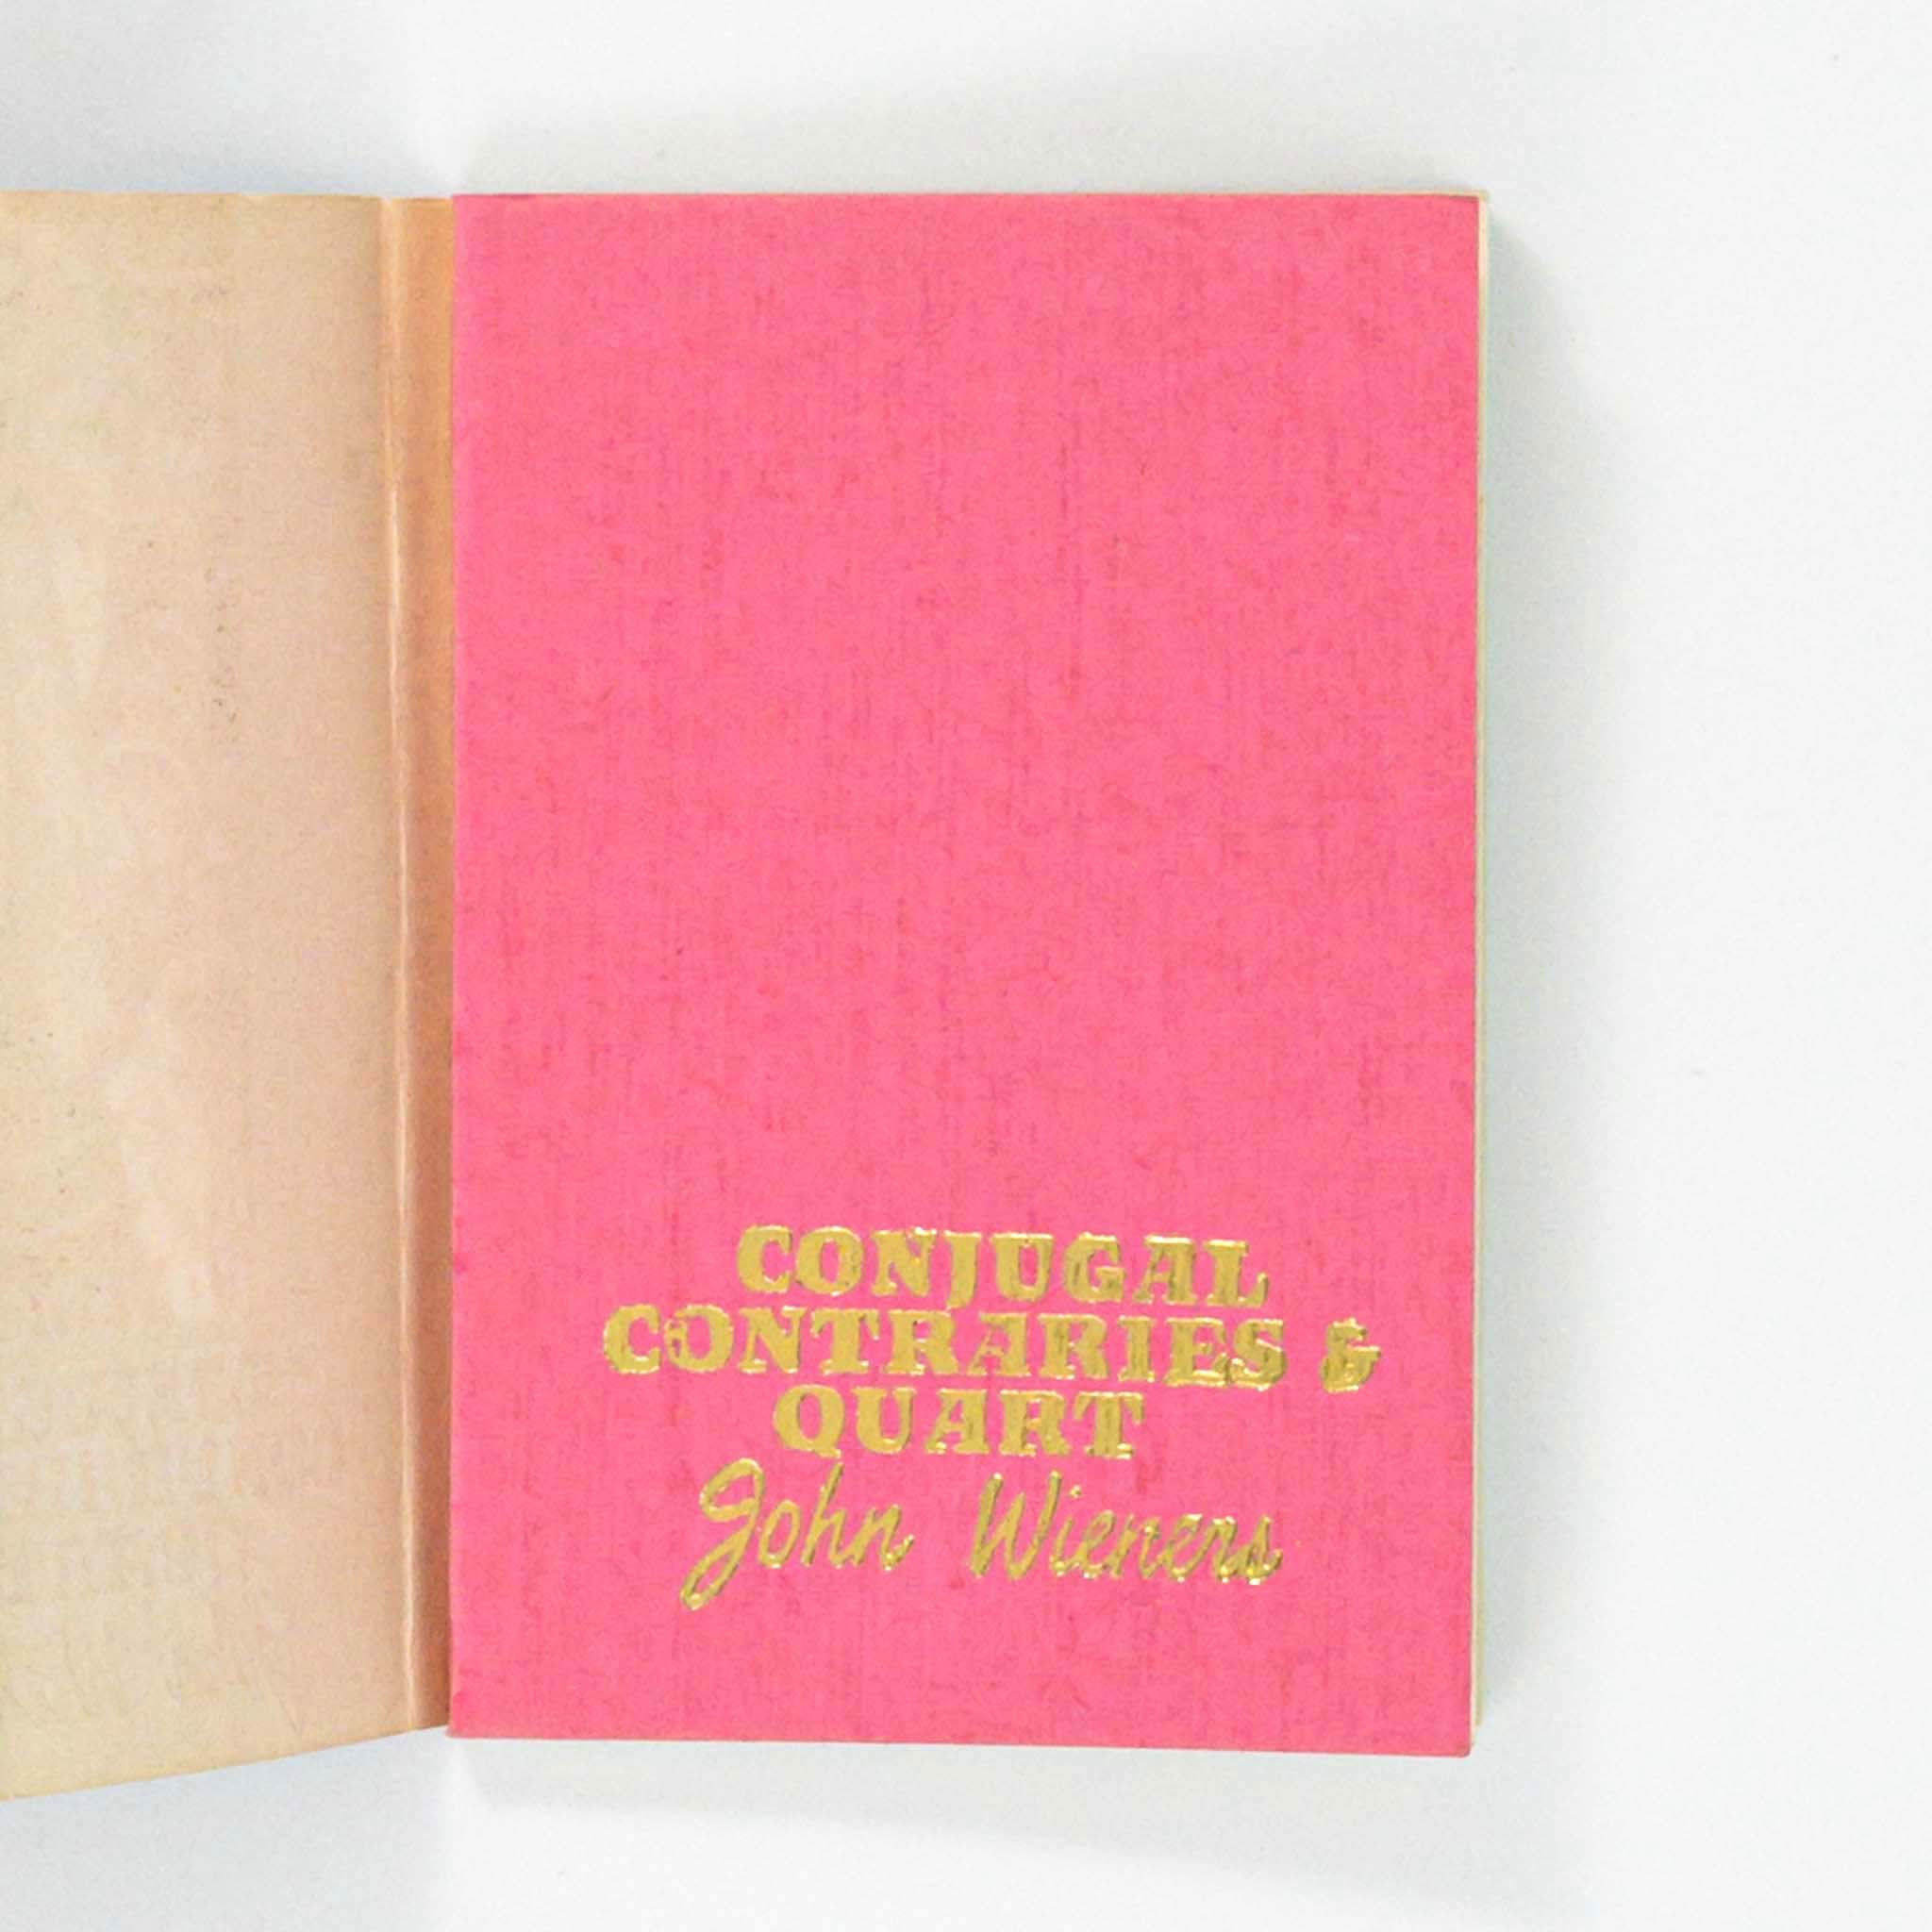 CONJUGAL
CONTRARIES &
QUART
John Wieners